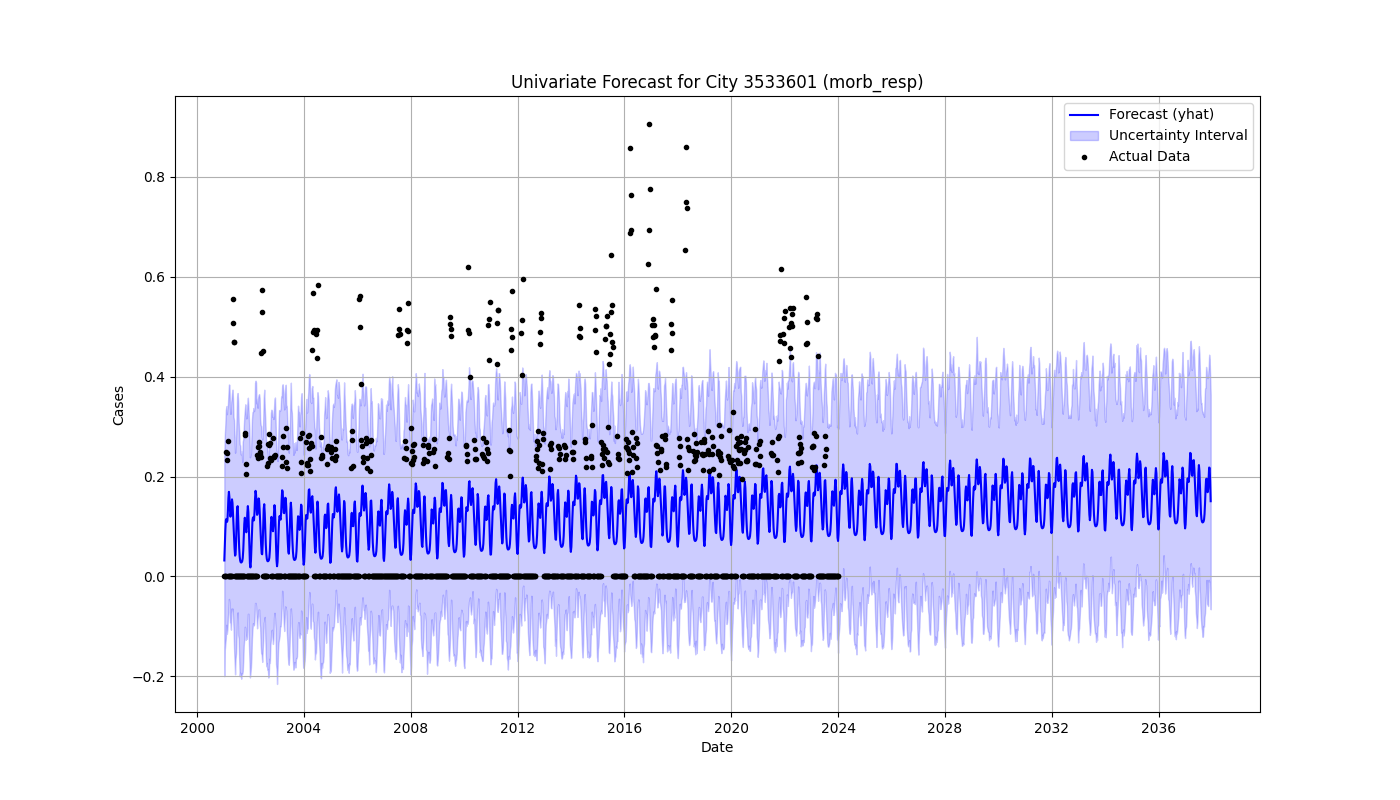 Univariate Forecast for City 3533601 (morb_resp)
Forecast (yhat)
Uncertainty Interval
Actual Data
Cases
0.8
0.6
0.4
0.2
0.0
−0.2
2000 2004 2008 2012 2016 2020 2024 2028 2032 2036
Date